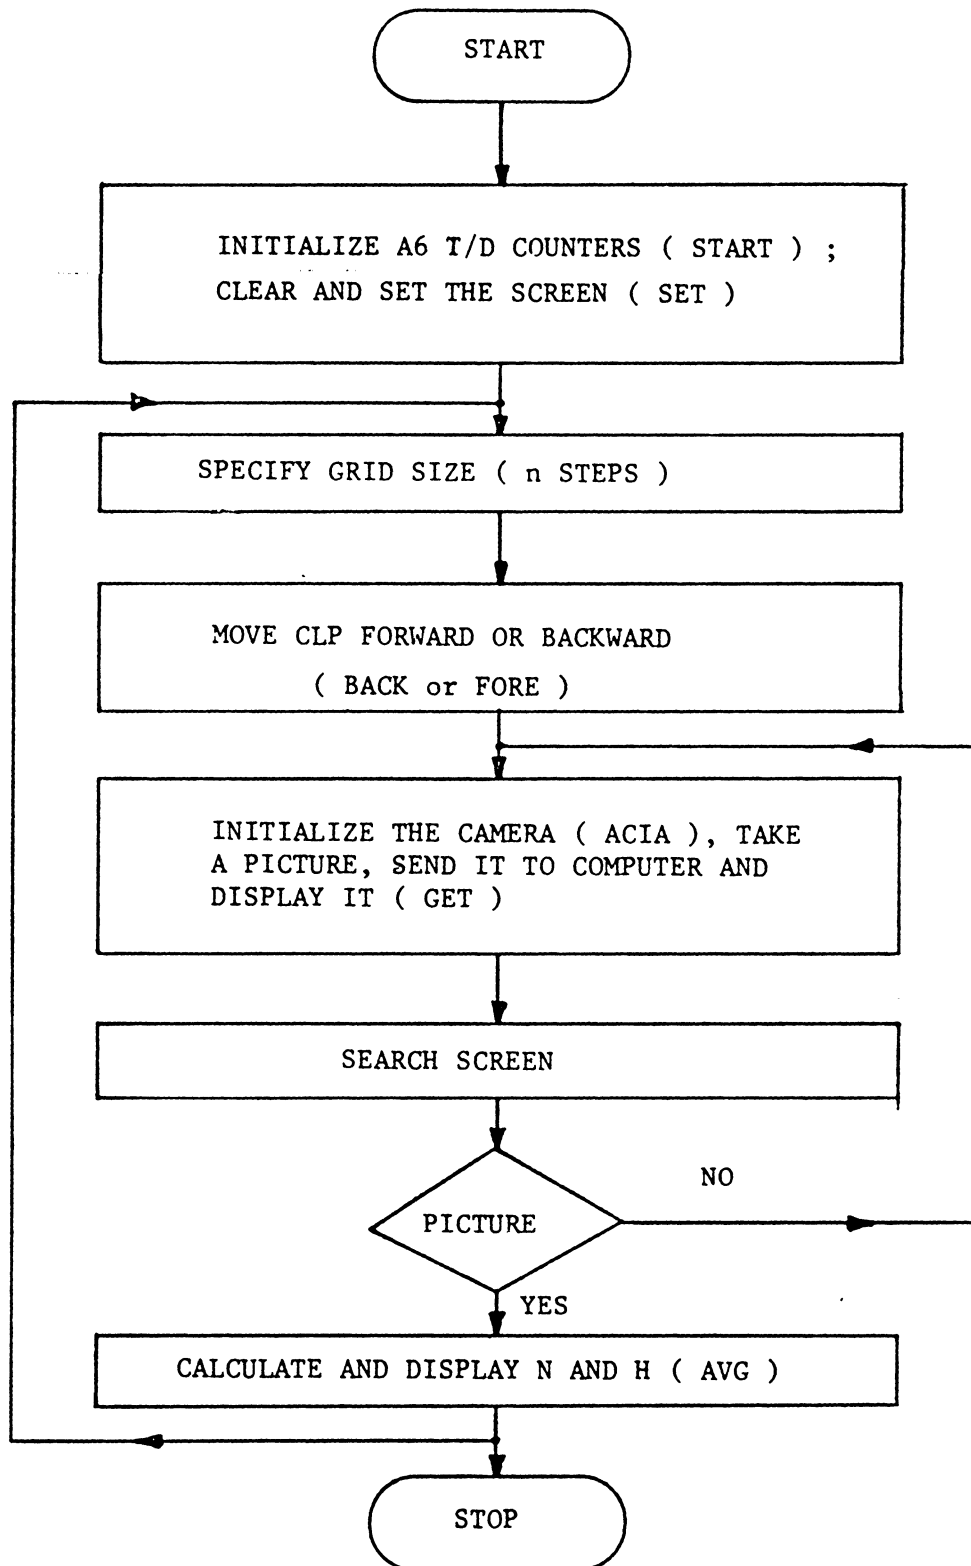 START
INITIALIZE A6 T/D COUNTERS ( START ) ;
CLEAR AND SET THE SCREEN ( SET )
SPECIFY GRID SIZE ( n STEPS )
MOVE CLP FORWARD OR BACKWARD
( BACK or FORE )
INITIALIZE THE CAMERA ( ACIA ), TAKE
A PICTURE, SEND IT TO COMPUTER AND
DISPLAY IT ( GET )
SEARCH SCREEN
NO
PICTURE
YES
CALCULATE AND DISPLAY N AND H ( AVG )
STOP